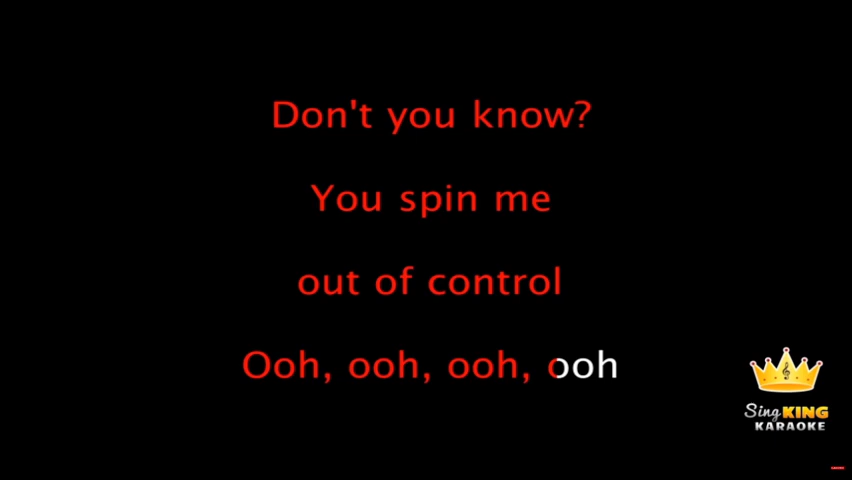 Don't you know?
You spin me
out of control
Ooh, ooh, ooh, ooh
Sing KING
KARAOKE